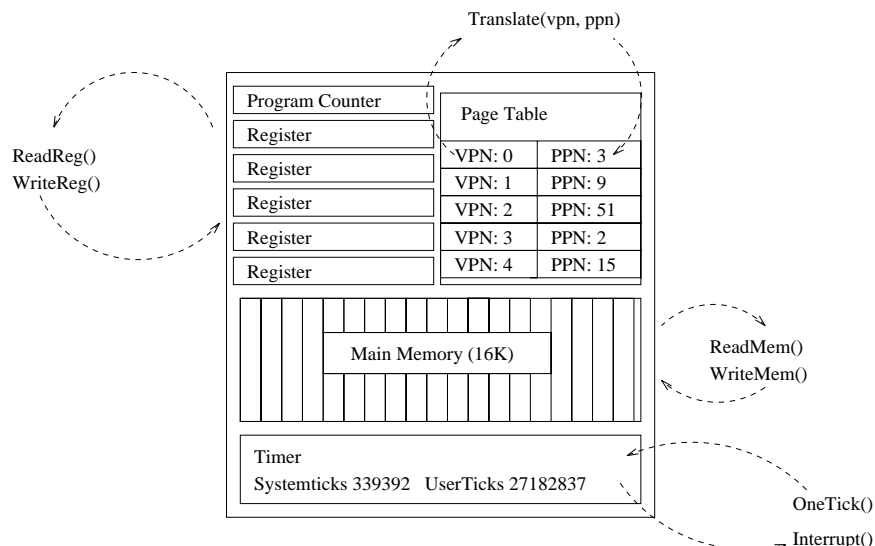 Translate(vpn, ppn)
Program Counter
Register
Register
Register
Register
Register
Page Table
VPN: 0 PPN: 3
VPN: 1 PPN: 9
VPN: 2 PPN: 51
VPN: 3 PPN: 2
VPN: 4 PPN: 15
ReadReg()
WriteReg()
Main Memory (16K)
ReadMem()
WriteMem()
Timer
Systemticks 339392 UserTicks 27182837
OneTick()
Interrupt()